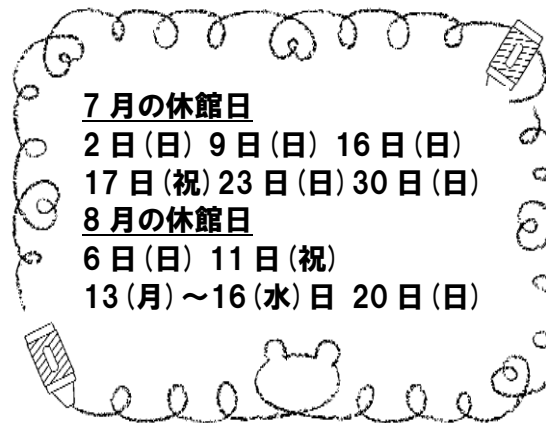 7月の休館日
2日(日) 9日(日) 16日(日)
17日(祝)23日(日)30日(日)
8月の休館日
6日(日) 11日(祝)
13(月)～16(水)日 20日(日)